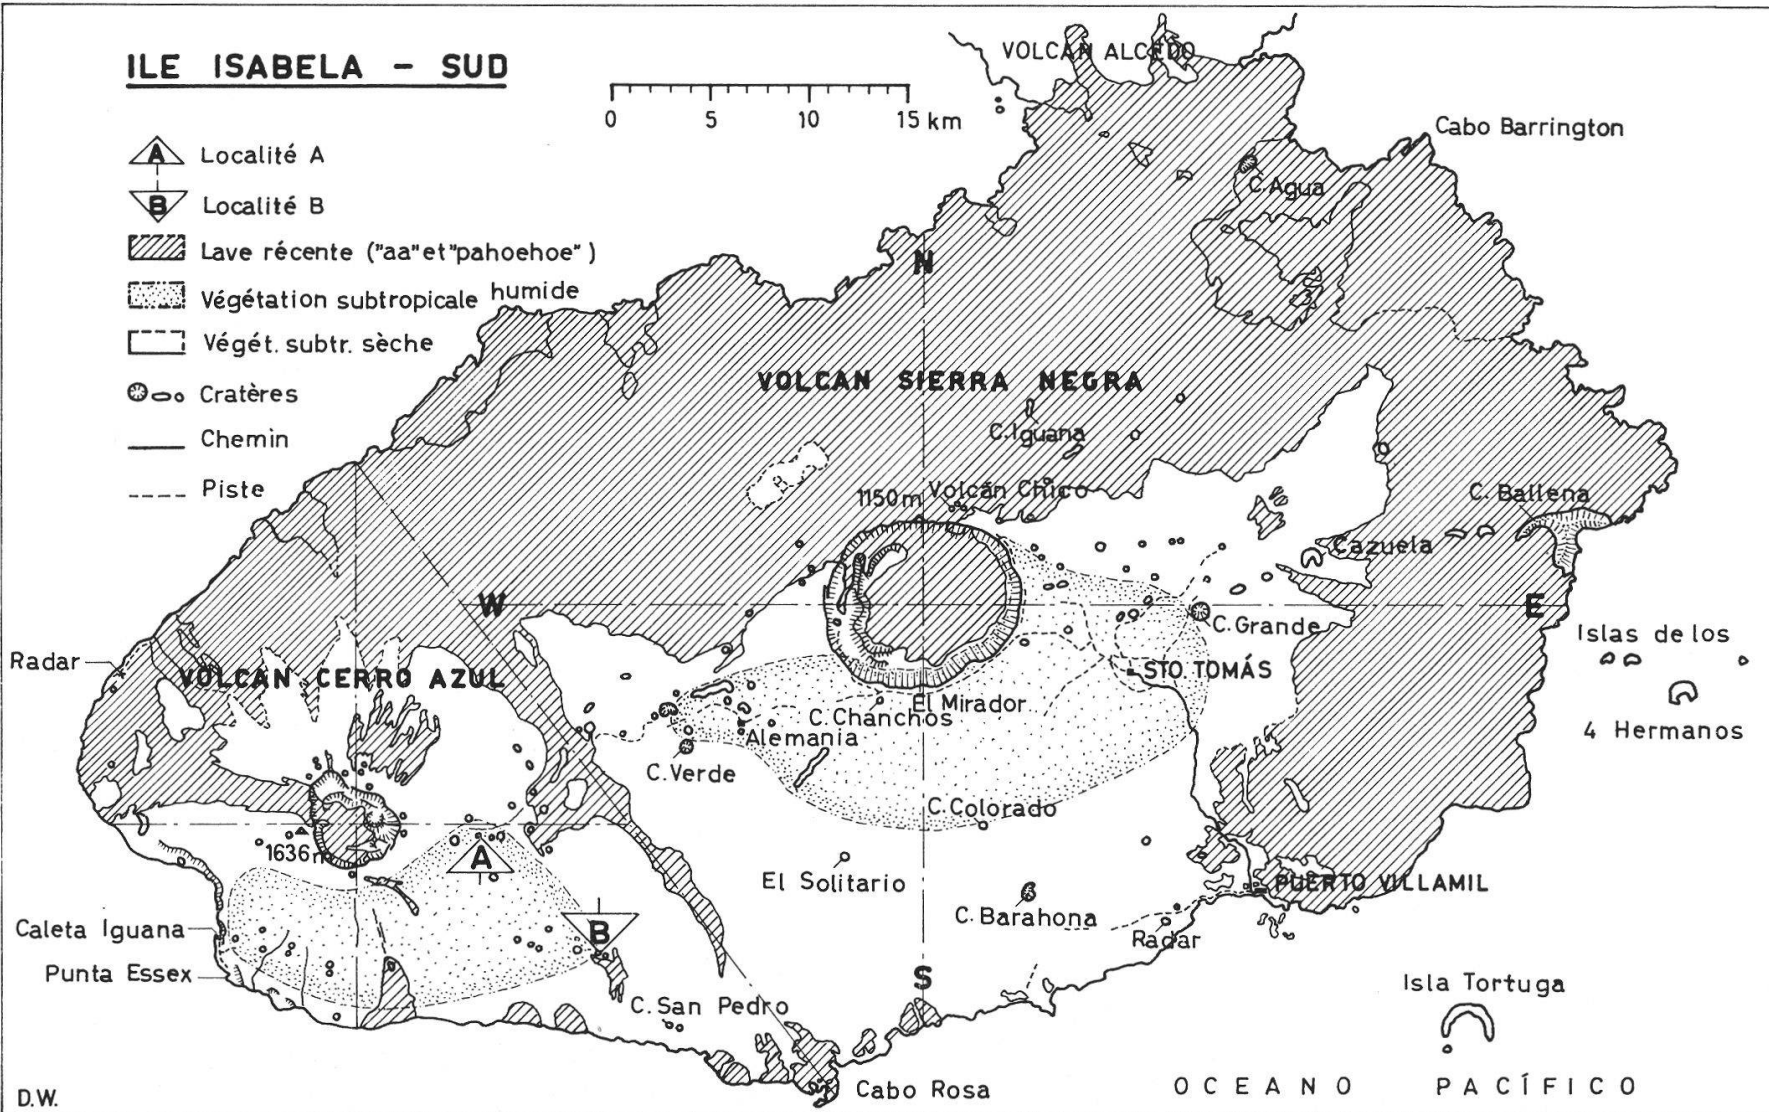 ILE ISABELA - SUD
0 5 10 15 km
A Localité A
B Localité B
Lave récente ("aa" et "pahoehoe")
Végétation subtropicale humide
Végét. subtr. sèche
Cratères
Chemin
Piste
VOLCAN ALCEDO
Cabo Barrington
C. Agua
N
VOLCAN SIERRA NEGRA
C. Iguana
1150 m
Volcán Chico
C. Ballena
Cazuela
W
E
C. Grande
Islas de los
4 Hermanos
Radar
VOLCAN CERRO AZUL
STO. TOMÁS
El Mirador
C. Chanchos
Alemania
C. Verde
C. Colorado
1636 m
A
El Solitario
PUERTO VILLAMIL
C. Barahona
B
Radar
Caleta Iguana
Punta Essex
S
Isla Tortuga
C. San Pedro
Cabo Rosa
OCEANO PACÍFICO
D.W.